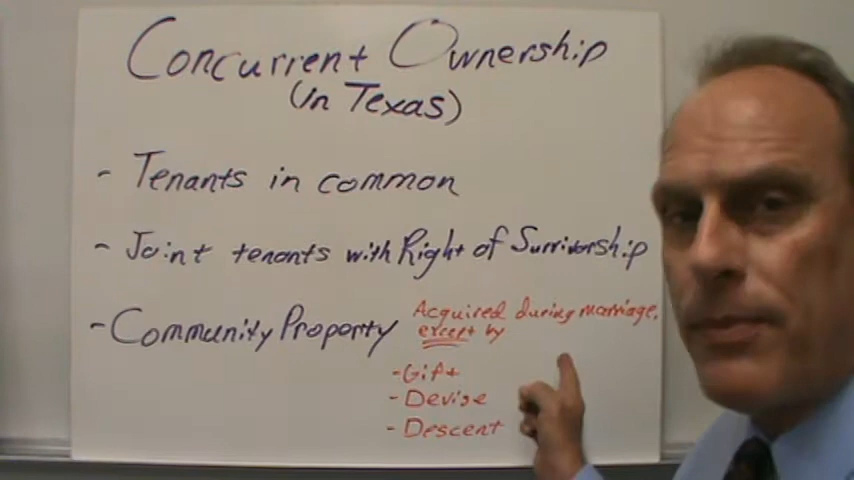 Concurrent Ownership
(in Texas)
- Tenants in common
- Joint tenants with Right of Survivorship
- Community Property
Acquired during marriage,
except by
- Gift
- Devise
- Descent